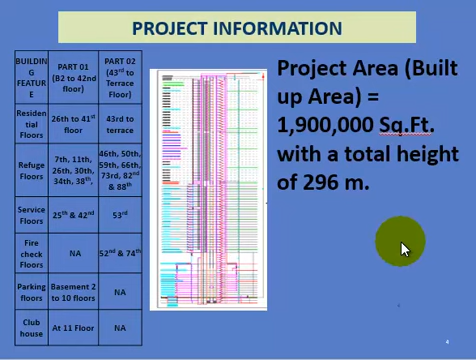 PROJECT INFORMATION
BUILDIN
G
FEATUR
E
PART 01
(B2 to 42nd
floor)
PART 02
(43rd to
Terrace
Floor)
Residen
tial
Floors
26th to 41st
floor
43rd to
terrace
Refuge
Floors
7th, 11th,
26th, 30th,
34th, 38th,
46th, 50th,
59th, 66th,
73rd, 82nd
& 88th
Service
Floors
25th & 42nd
53rd
Fire
check
Floors
NA
52nd & 74th
Parking
floors
Basement 2
to 10 floors
NA
Club
house
At 11 Floor
NA
Project Area (Built
up Area) =
1,900,000 Sq.Ft.
with a total height
of 296 m.
4